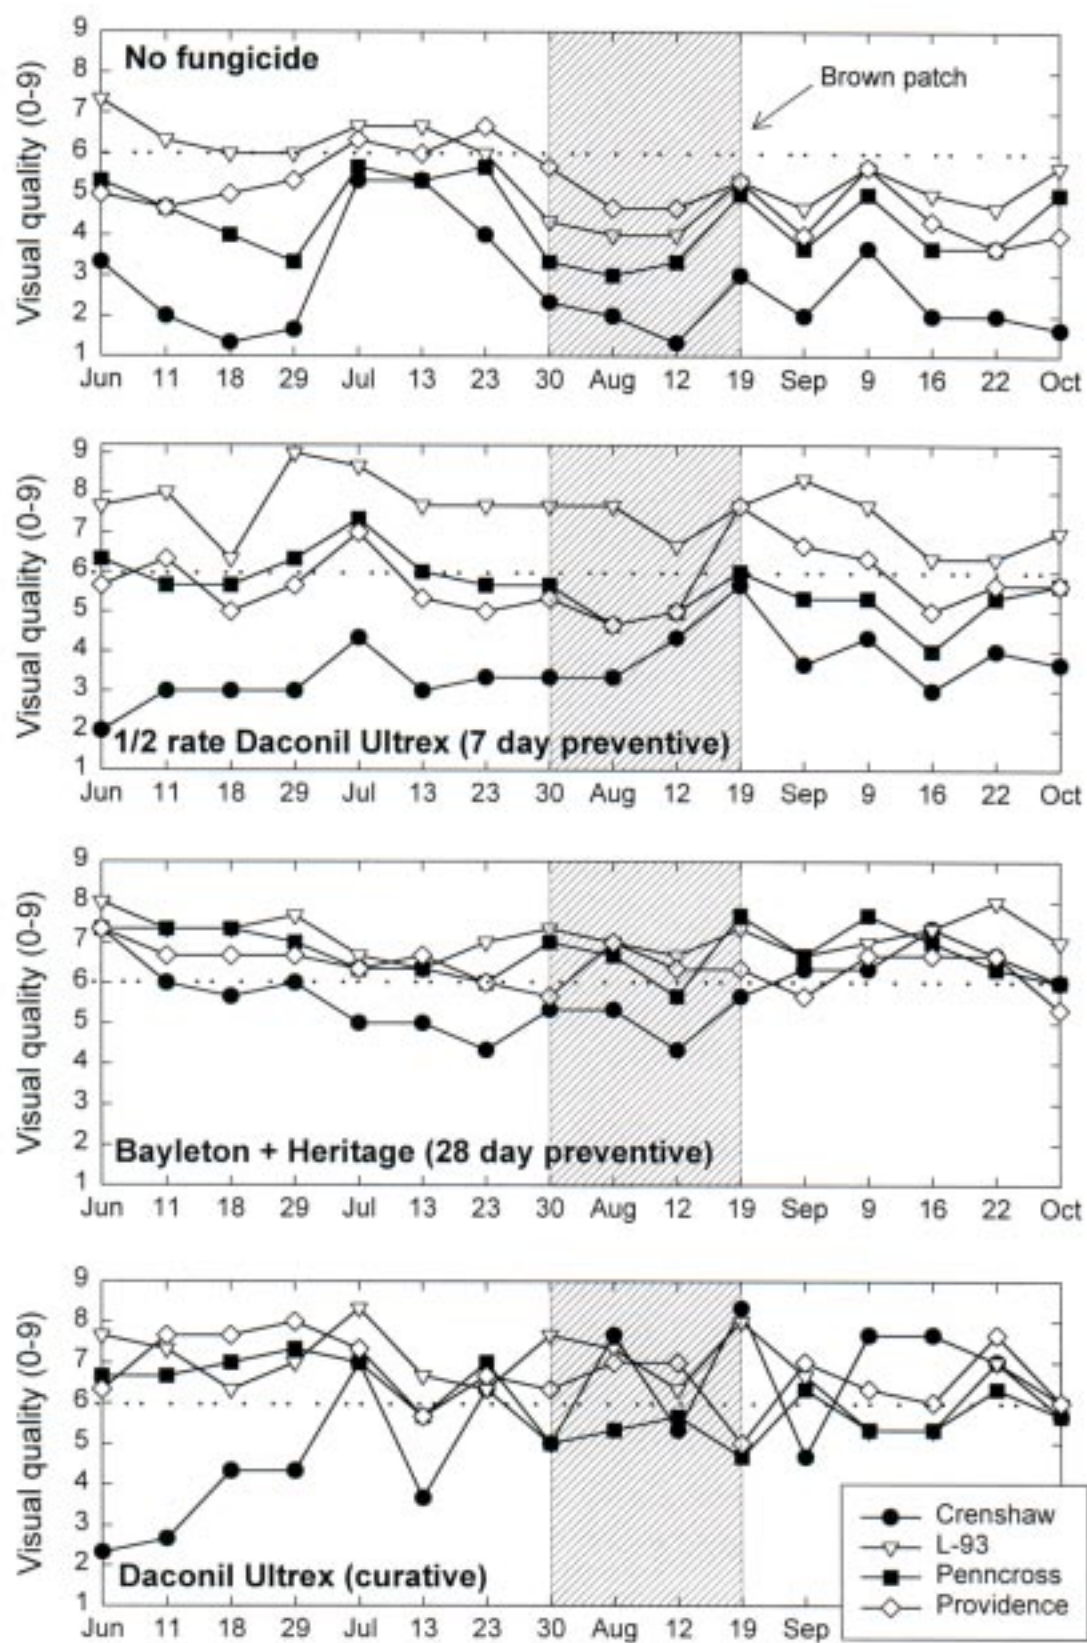 No fungicide
Brown patch
Visual quality (0-9)
9
8
7
6
5
4
3
2
1
Jun 11 18 29 Jul 13 23 30 Aug 12 19 Sep 9 16 22 Oct
Visual quality (0-9)
9
8
7
6
5
4
3
2
1
1/2 rate Daconil Ultrex (7 day preventive)
Jun 11 18 29 Jul 13 23 30 Aug 12 19 Sep 9 16 22 Oct
Visual quality (0-9)
9
8
7
6
5
4
3
2
1
Bayleton + Heritage (28 day preventive)
Jun 11 18 29 Jul 13 23 30 Aug 12 19 Sep 9 16 22 Oct
Visual quality (0-9)
9
8
7
6
5
4
3
2
1
Daconil Ultrex (curative)
Jun 11 18 29 Jul 13 23 30 Aug 12 19 Sep
Crenshaw
L-93
Penncross
Providence